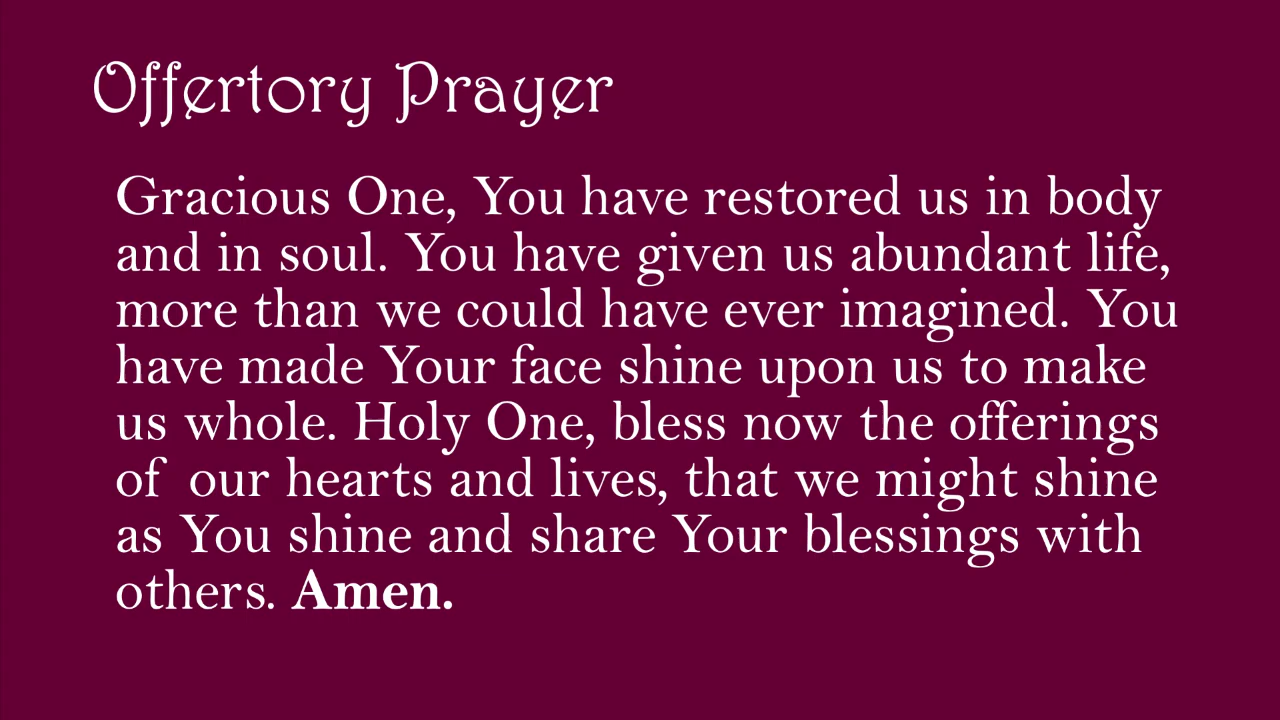 Offertory Prayer
Gracious One, You have restored us in body
and in soul. You have given us abundant life,
more than we could have ever imagined. You
have made Your face shine upon us to make
us whole. Holy One, bless now the offerings
of  our hearts and lives, that we might shine
as You shine and share Your blessings with
others. Amen.